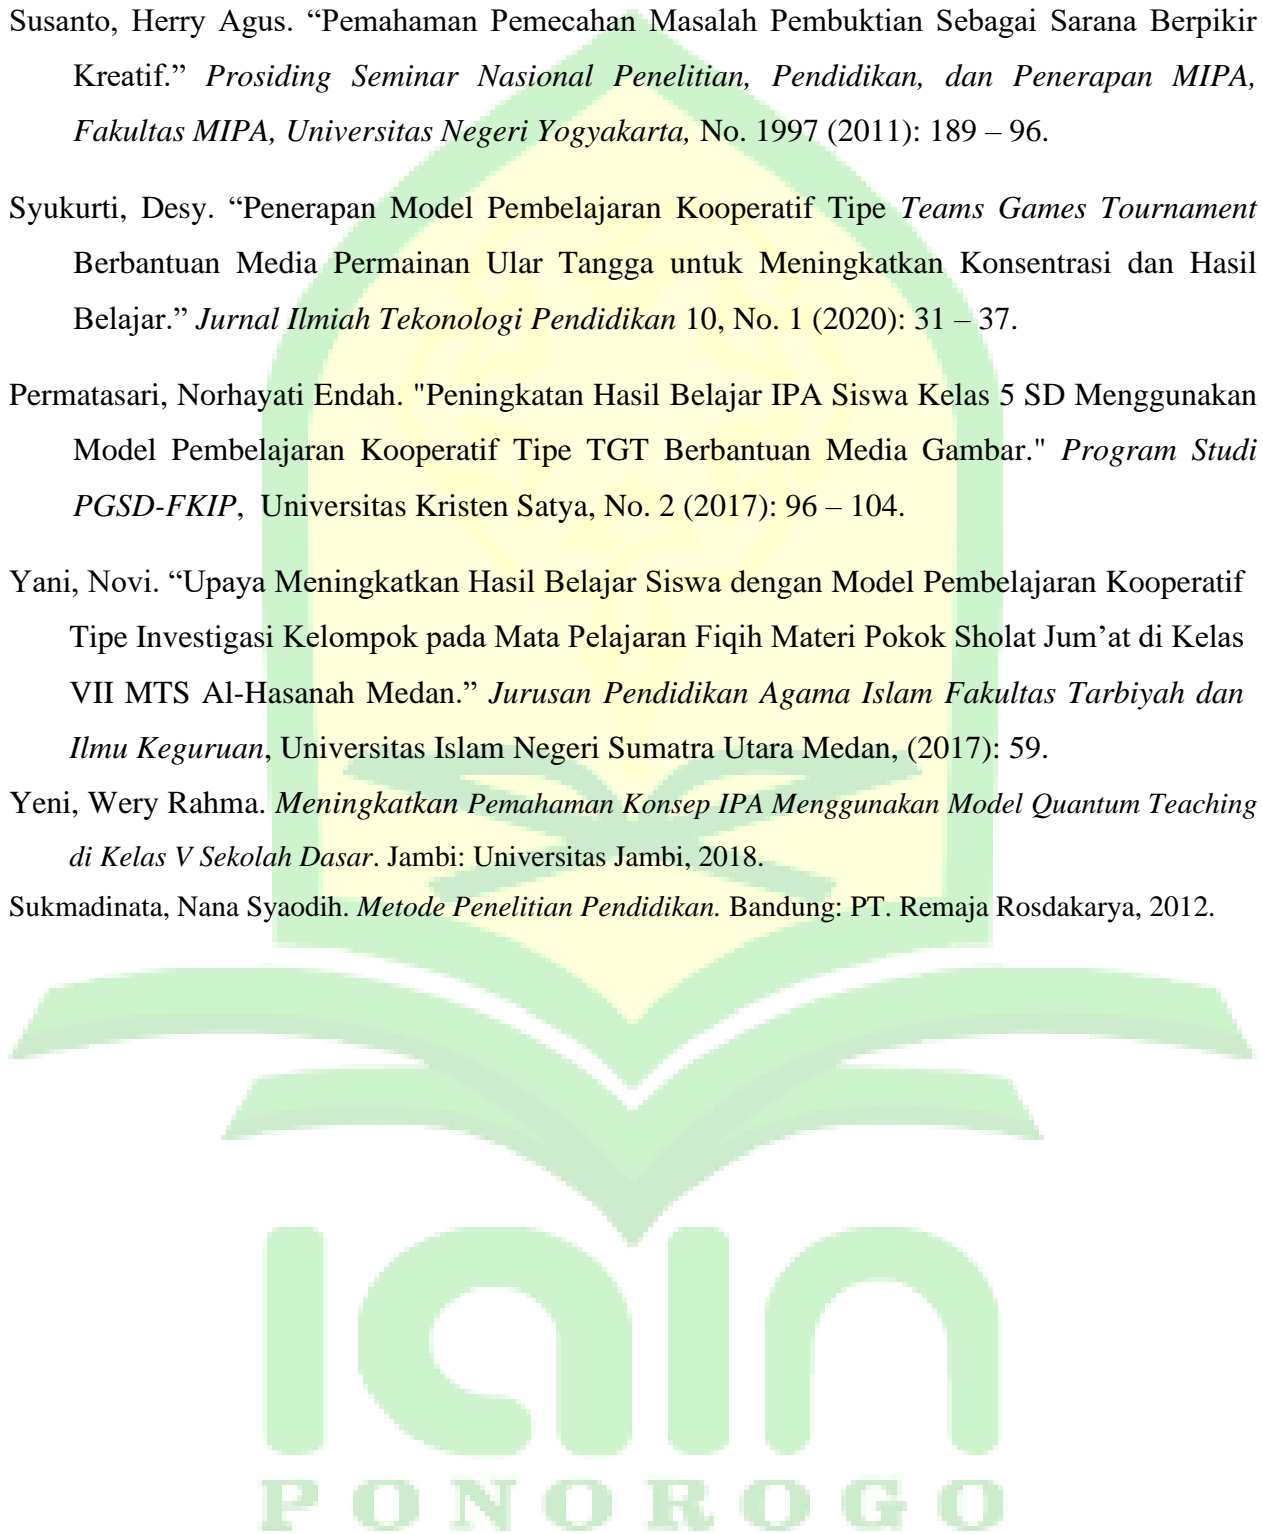 Susanto, Herry Agus. “Pemahaman Pemecahan Masalah Pembuktian Sebagai Sarana Berpikir
Kreatif.” Prosiding Seminar Nasional Penelitian, Pendidikan, dan Penerapan MIPA,
Fakultas MIPA, Universitas Negeri Yogyakarta, No. 1997 (2011): 189 – 96.
Syukurti, Desy. “Penerapan Model Pembelajaran Kooperatif Tipe Teams Games Tournament
Berbantuan Media Permainan Ular Tangga untuk Meningkatkan Konsentrasi dan Hasil
Belajar.” Jurnal Ilmiah Tekonologi Pendidikan 10, No. 1 (2020): 31 – 37.
Permatasari, Norhayati Endah. "Peningkatan Hasil Belajar IPA Siswa Kelas 5 SD Menggunakan
Model Pembelajaran Kooperatif Tipe TGT Berbantuan Media Gambar." Program Studi
PGSD-FKIP, Universitas Kristen Satya, No. 2 (2017): 96 – 104.
Yani, Novi. “Upaya Meningkatkan Hasil Belajar Siswa dengan Model Pembelajaran Kooperatif
Tipe Investigasi Kelompok pada Mata Pelajaran Fiqih Materi Pokok Sholat Jum’at di Kelas
VII MTS Al-Hasanah Medan.” Jurusan Pendidikan Agama Islam Fakultas Tarbiyah dan
Ilmu Keguruan, Universitas Islam Negeri Sumatra Utara Medan, (2017): 59.
Yeni, Wery Rahma. Meningkatkan Pemahaman Konsep IPA Menggunakan Model Quantum Teaching
di Kelas V Sekolah Dasar. Jambi: Universitas Jambi, 2018.
Sukmadinata, Nana Syaodih. Metode Penelitian Pendidikan. Bandung: PT. Remaja Rosdakarya, 2012.
iain
PONOROGO